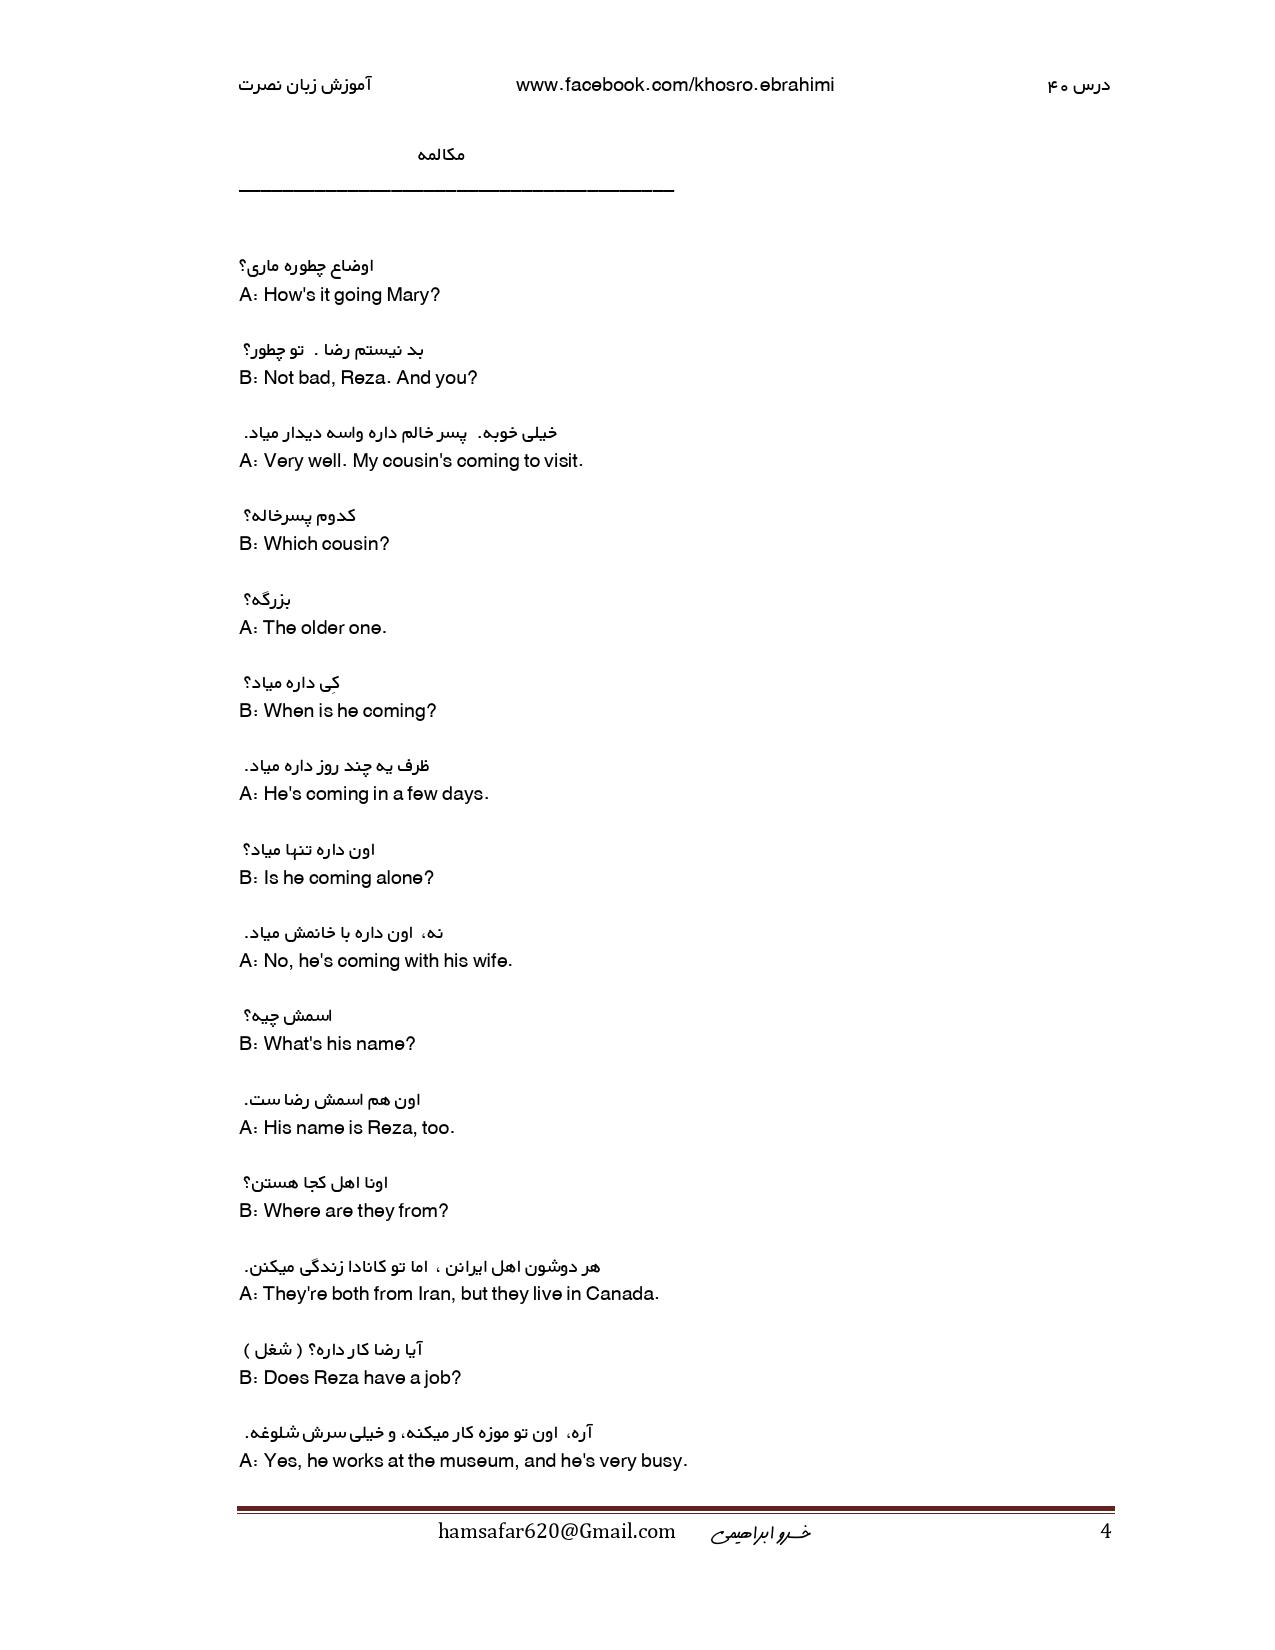 آموزش زبان نصرت www.facebook.com/khosro.ebrahimi درس ۴۰
مکالمه
اوضاع چطوره ماری؟
A: How's it going Mary?
بد نیستم رضا . تو چطور؟
B: Not bad, Reza. And you?
خیلی خوبه. پسر خالم داره واسه دیدار میاد.
A: Very well. My cousin's coming to visit.
کدوم پسرخاله؟
B: Which cousin?
بزرگه؟
A: The older one.
کِی داره میاد؟
B: When is he coming?
ظرف یه چند روز داره میاد.
A: He's coming in a few days.
اون داره تنها میاد؟
B: Is he coming alone?
نه، اون داره با خانمش میاد.
A: No, he's coming with his wife.
اسمش چیه؟
B: What's his name?
اون هم اسمش رضا ست.
A: His name is Reza, too.
اونا اهل کجا هستن؟
B: Where are they from?
هر دوشون اهل ایرانن ، اما تو کانادا زندگی میکنن.
A: They're both from Iran, but they live in Canada.
آیا رضا کار داره؟ ( شغل )
B: Does Reza have a job?
آره، اون تو موزه کار میکنه، و خیلی سرش شلوغه.
A: Yes, he works at the museum, and he's very busy.
hamsafar620@Gmail.com خسرو ابراهیمی 4